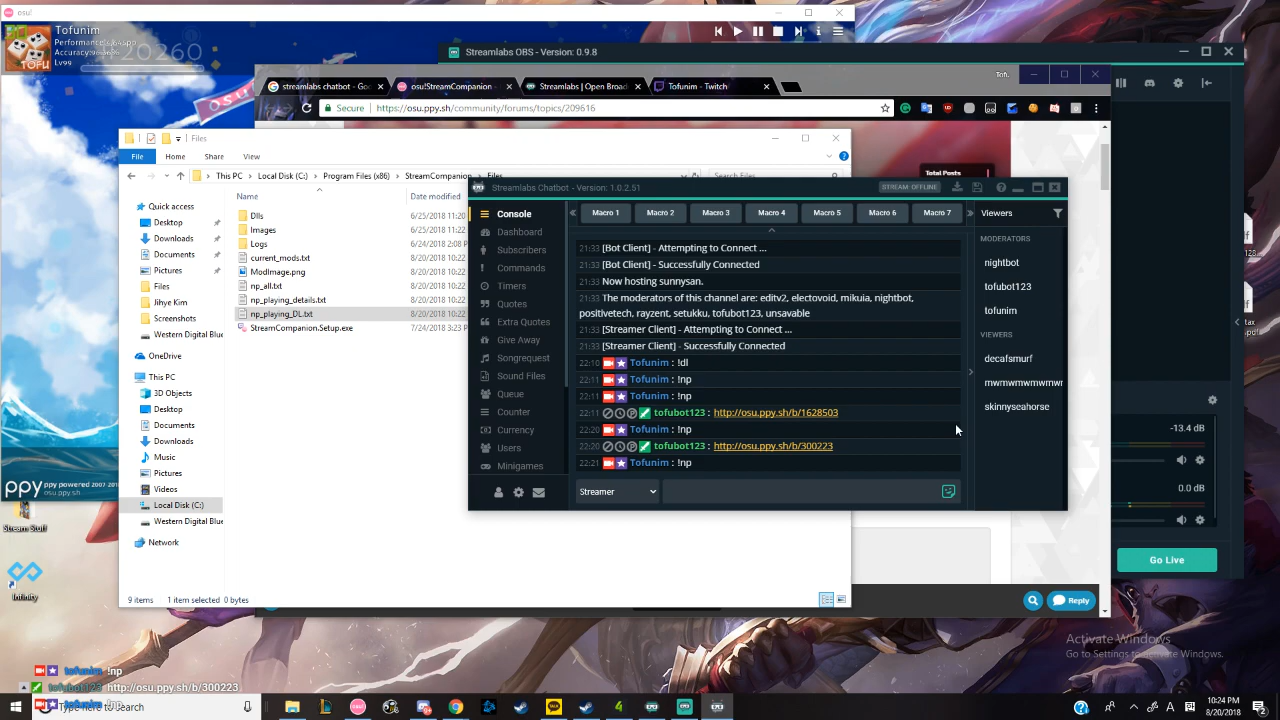 osu!
Tofunim
Lv99
20260
TOFU
OSU!
Streamlabs OBS - Version: 0.9.8
streamlabs chatbot - Goo
osu!StreamCompanion -
Streamlabs | Open Broad
Tofunim - Twitch
Secure
https://osu.ppy.sh/community/forums/topics/209616
Files
File
Home
Share
View
This PC
Local Disk (C:)
Program Files (x86)
StreamCompanion
Files
Search Files
Total Posts
Name
Date modified
Quick access
Desktop
Downloads
Documents
Pictures
Files
Jihye Kim
Screenshots
Western Digital Blue
OneDrive
This PC
3D Objects
Desktop
Documents
Downloads
Music
Pictures
Videos
Local Disk (C:)
Western Digital Blue
Network
Dlls 6/25/2018 11:20
Images 6/25/2018 11:20
Logs 6/24/2018 2:08 P
current_mods.txt 8/20/2018 10:22
ModImage.png 8/20/2018 10:22
np_all.txt 8/20/2018 10:22
np_playing_details.txt 8/20/2018 10:22
np_playing_DL.txt 8/20/2018 10:22
StreamCompanion.Setup.exe 7/24/2018 3:23 P
9 items 1 item selected 0 bytes
Streamlabs Chatbot - Version: 1.0.2.51
STREAM: OFFLINE
Console
Dashboard
Subscribers
Commands
Timers
Quotes
Extra Quotes
Give Away
Songrequest
Sound Files
Queue
Counter
Currency
Users
Minigames
Macro 1
Macro 2
Macro 3
Macro 4
Macro 5
Macro 6
Macro 7
21:33 [Bot Client] - Attempting to Connect ...
21:33 [Bot Client] - Successfully Connected
21:33 Now hosting sunnysan.
21:33 The moderators of this channel are: editv2, electovoid, mikuia, nightbot,
positivetech, rayzent, setukku, tofubot123, unsavable
21:33 [Streamer Client] - Attempting to Connect ...
21:33 [Streamer Client] - Successfully Connected
22:10 Tofunim : !dl
22:11 Tofunim : !np
22:11 Tofunim : !np
22:11 tofubot123 : http://osu.ppy.sh/b/1628503
22:20 Tofunim : !np
22:20 tofubot123 : http://osu.ppy.sh/b/300223
22:21 Tofunim : !np
Streamer
Viewers
MODERATORS
nightbot
tofubot123
tofunim
VIEWERS
decafsmurf
mwmwmwmwmwm
skinnyseahorse
-13.4 dB
0.0 dB
Go Live
Reply
ppy powered 2007-201
Stream Stuff
Infinity
Activate Windows
Go to Settings to activate Windows.
tofunim !np
tofubot123 http://osu.ppy.sh/b/300223
tofunim !np
Type here to search
10:24 PM
8/20/2018